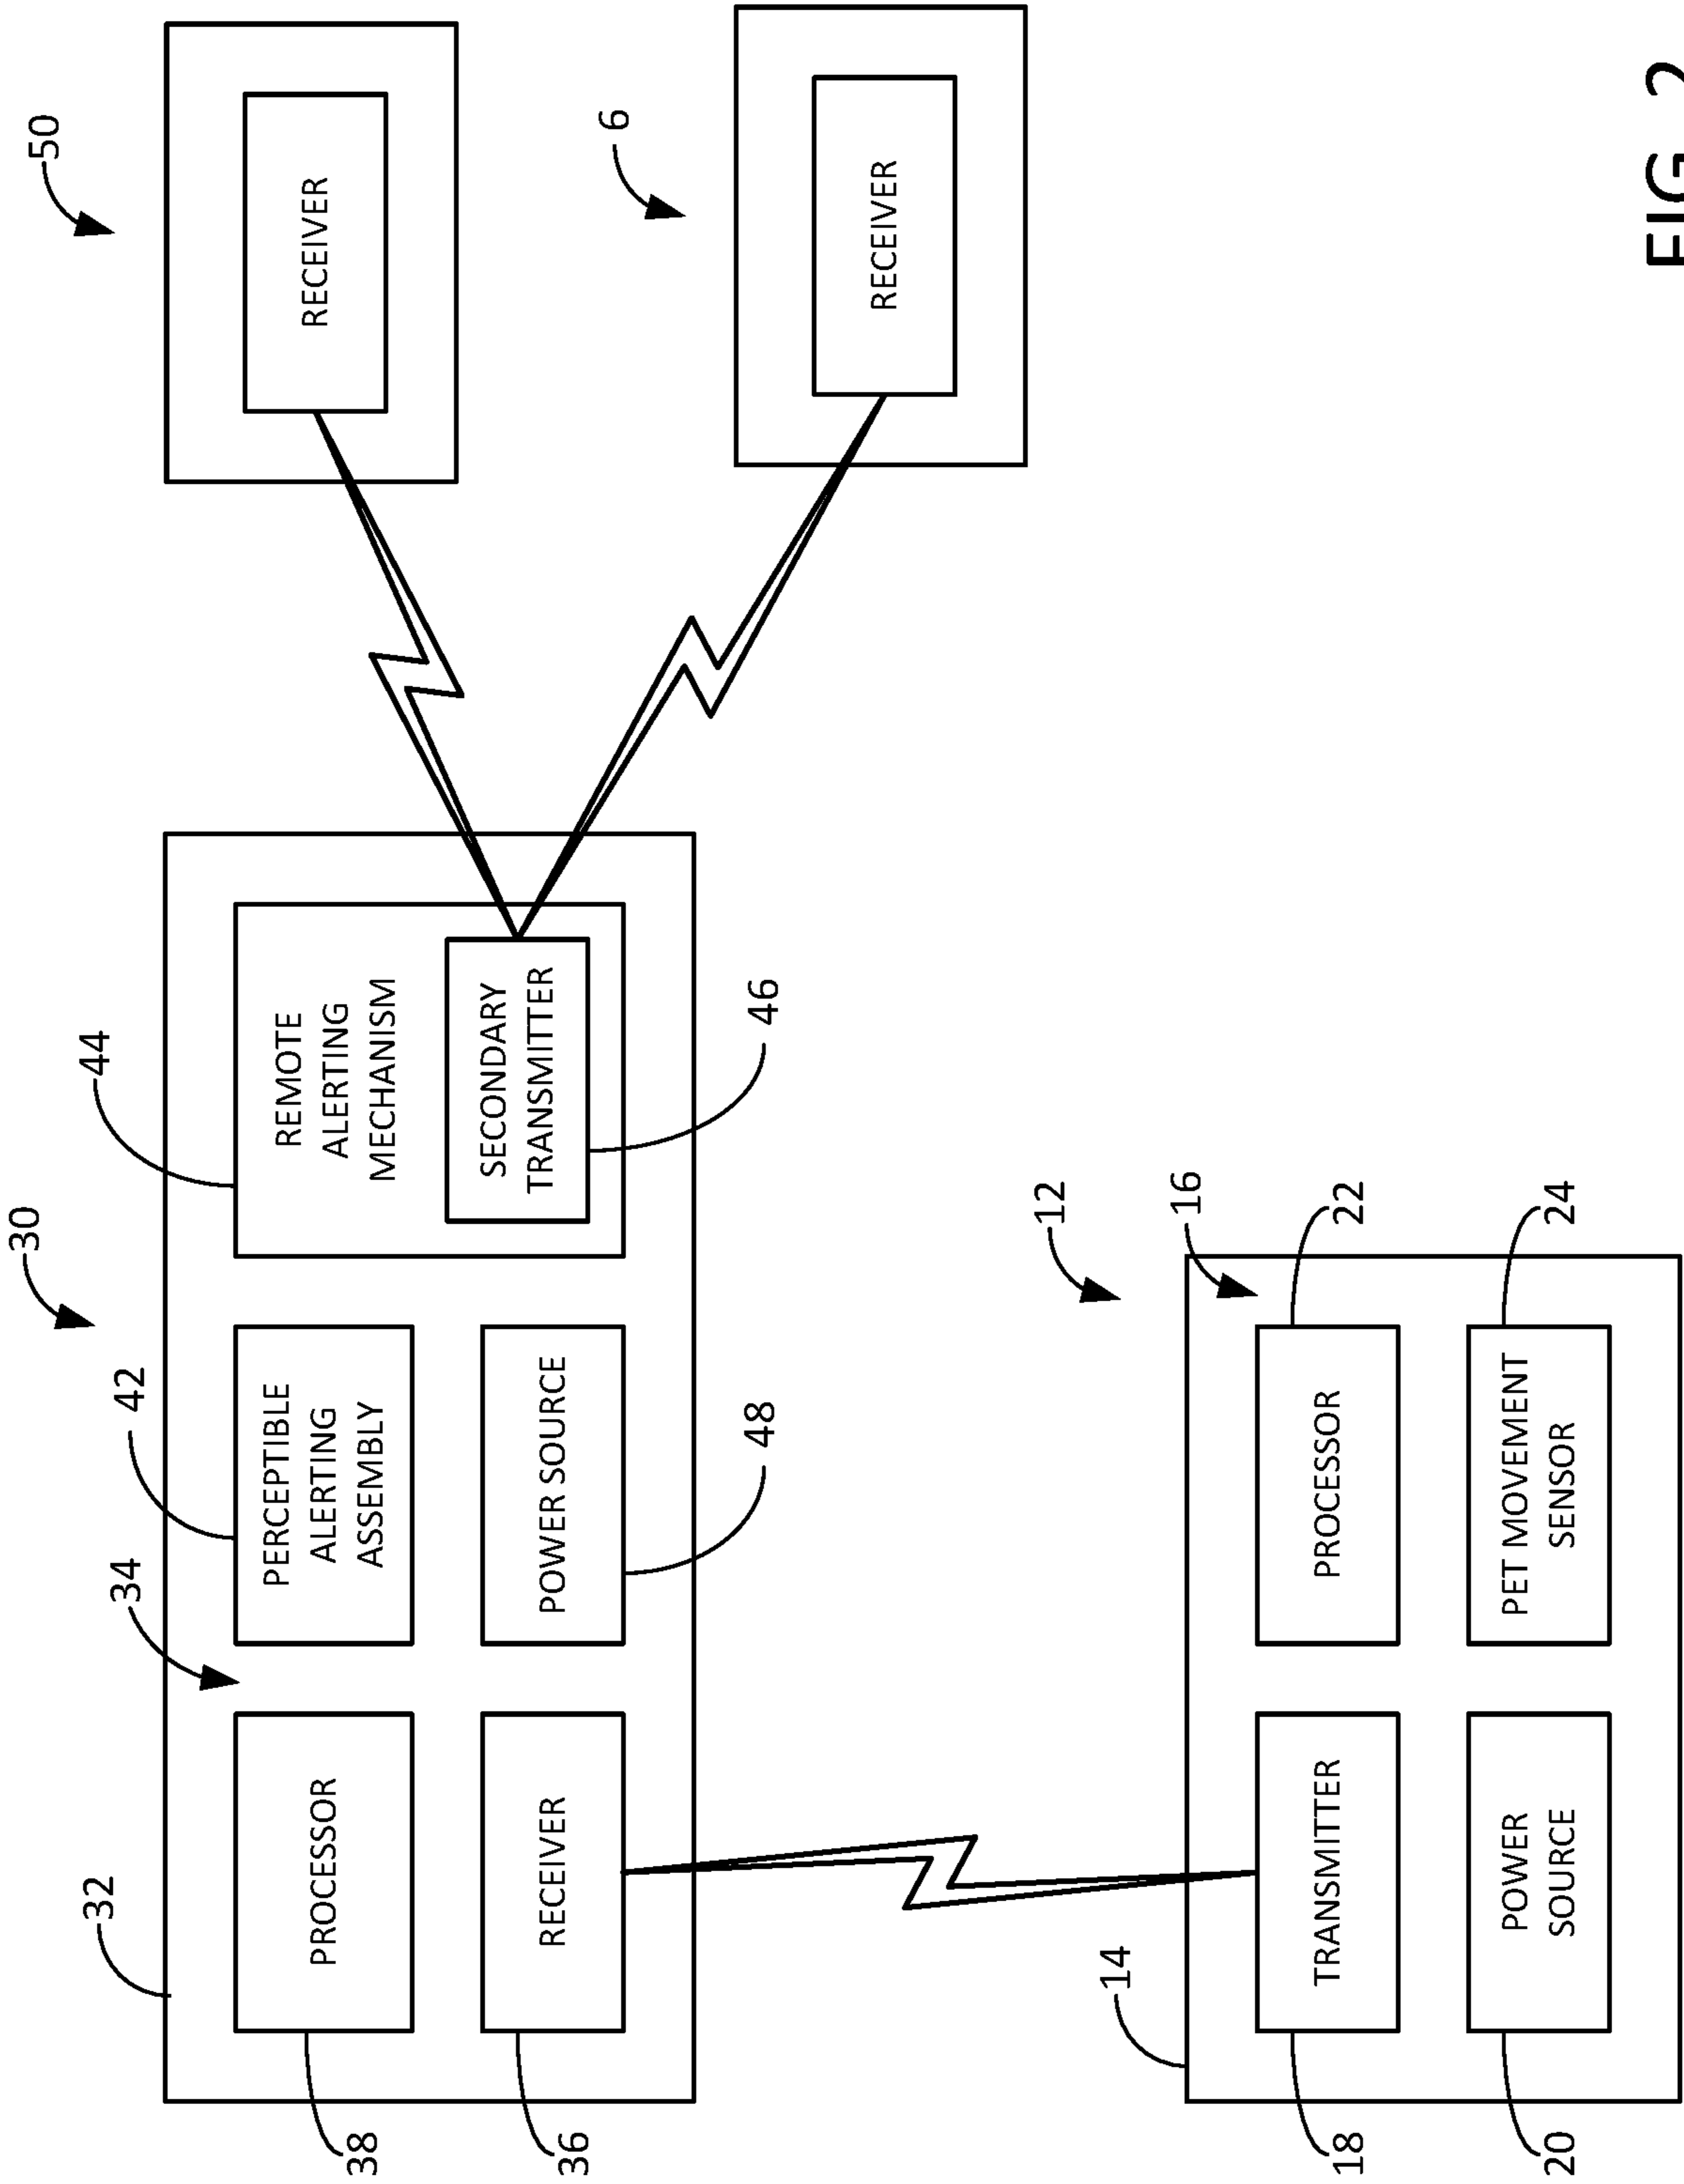 30
50
32
34
42
44
PROCESSOR
PERCEPTIBLE
ALERTING
ASSEMBLY
REMOTE
ALERTING
MECHANISM
RECEIVER
38
RECEIVER
POWER SOURCE
SECONDARY
TRANSMITTER
36
48
46
6
RECEIVER
12
14
16
TRANSMITTER
PROCESSOR
18
22
POWER
SOURCE
PET MOVEMENT
SENSOR
20
24
FIG. 2